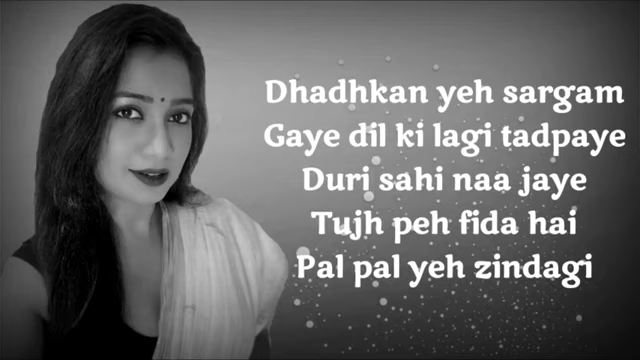 Dhadhkan yeh sargam
Gaye dil ki lagi tadpaye
Duri sahi naa jaye
Tujh peh fida hai
Pal pal yeh zindagi